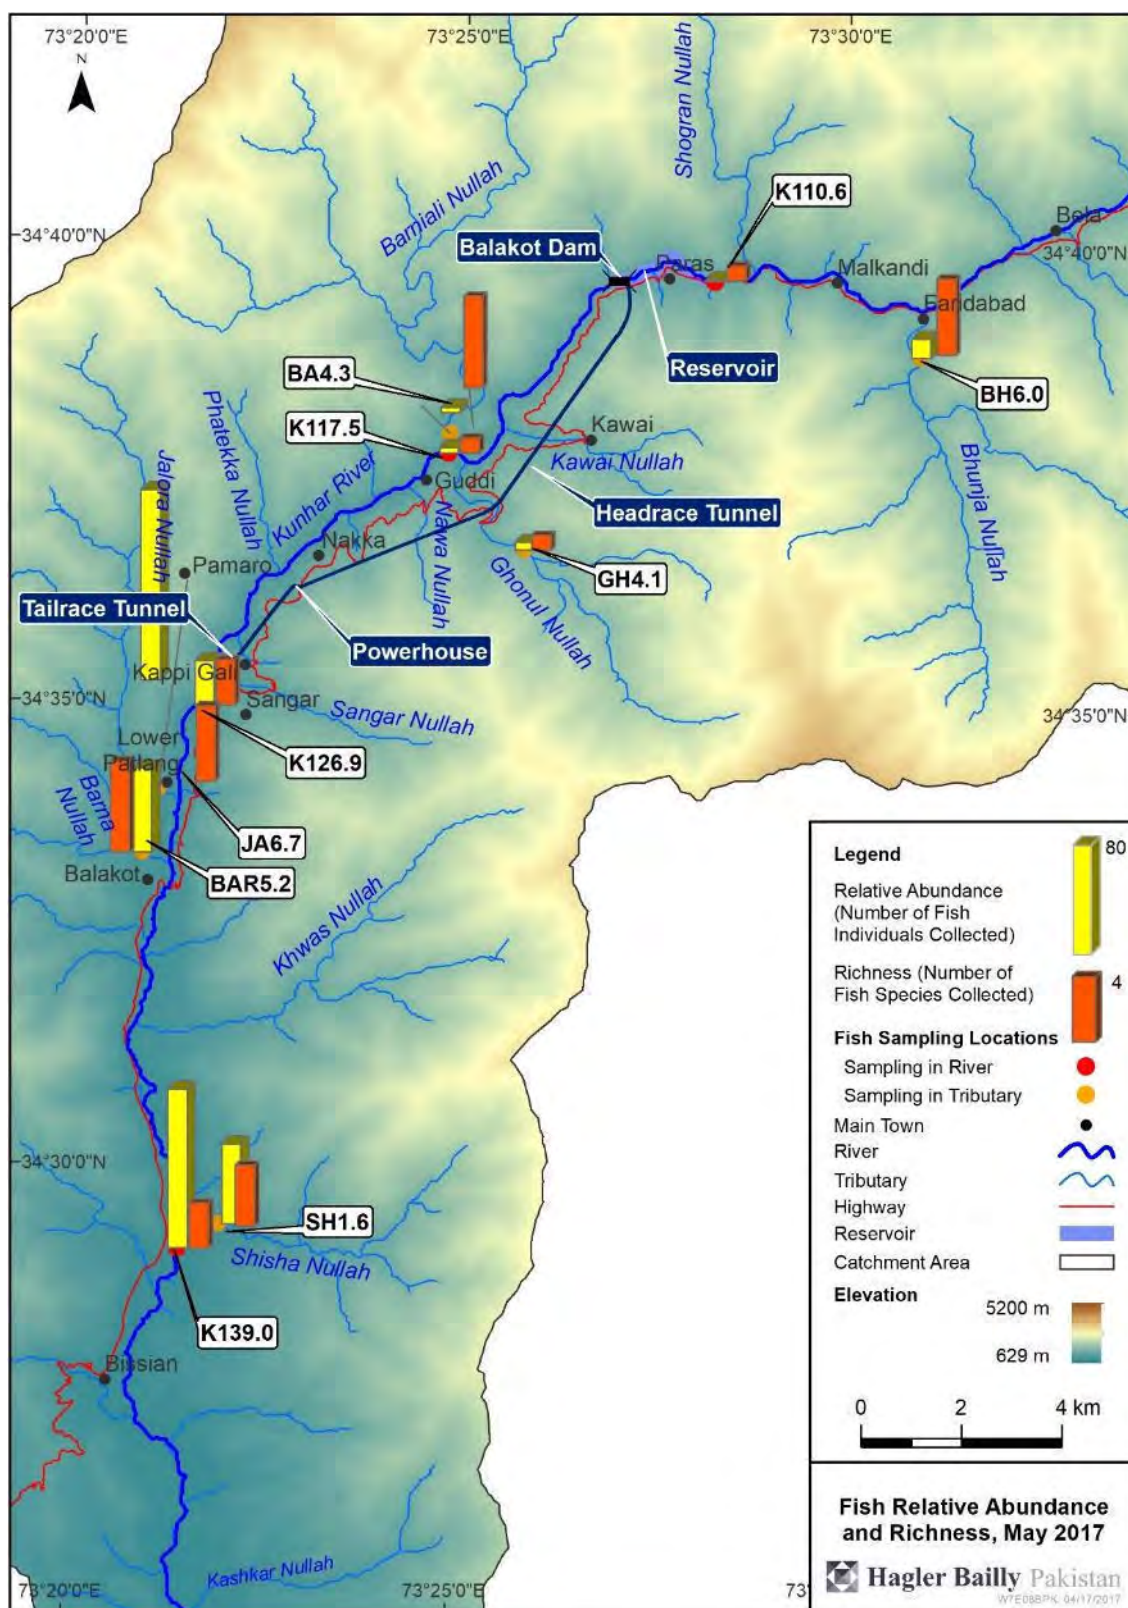 73°20'0"E
73°25'0"E
73°30'0"E
N
Shogran Nullah
Barniali Nullah
K110.6
34°40'0"N
Bela
Balakot Dam
Paras
Malkandi
34°40'0"N
Faridabad
Reservoir
BA4.3
BH6.0
Phatekka Nullah
K117.5
Kawai
Jalora Nullah
Kunhar River
Guddi
Kawai Nullah
Bhunja Nullah
Headrace Tunnel
Nakka
Nawa Nullah
Pamaro
GH4.1
Ghonul Nullah
Tailrace Tunnel
Powerhouse
Kappi Gali
34°35'0"N
Sangar
Sangar Nullah
34°35'0"N
Lower
Patlang
K126.9
Barna
Nullah
JA6.7
BAR5.2
Balakot
Khwas Nullah
34°30'0"N
SH1.6
Shisha Nullah
K139.0
Bissian
Kashkar Nullah
73°20'0"E
73°25'0"E
Legend
80
Relative Abundance
(Number of Fish
Individuals Collected)
Richness (Number of
Fish Species Collected)
4
Fish Sampling Locations
Sampling in River
Sampling in Tributary
Main Town
River
Tributary
Highway
Reservoir
Catchment Area
Elevation
5200 m
629 m
0 2 4 km
Fish Relative Abundance
and Richness, May 2017
Hagler Bailly Pakistan